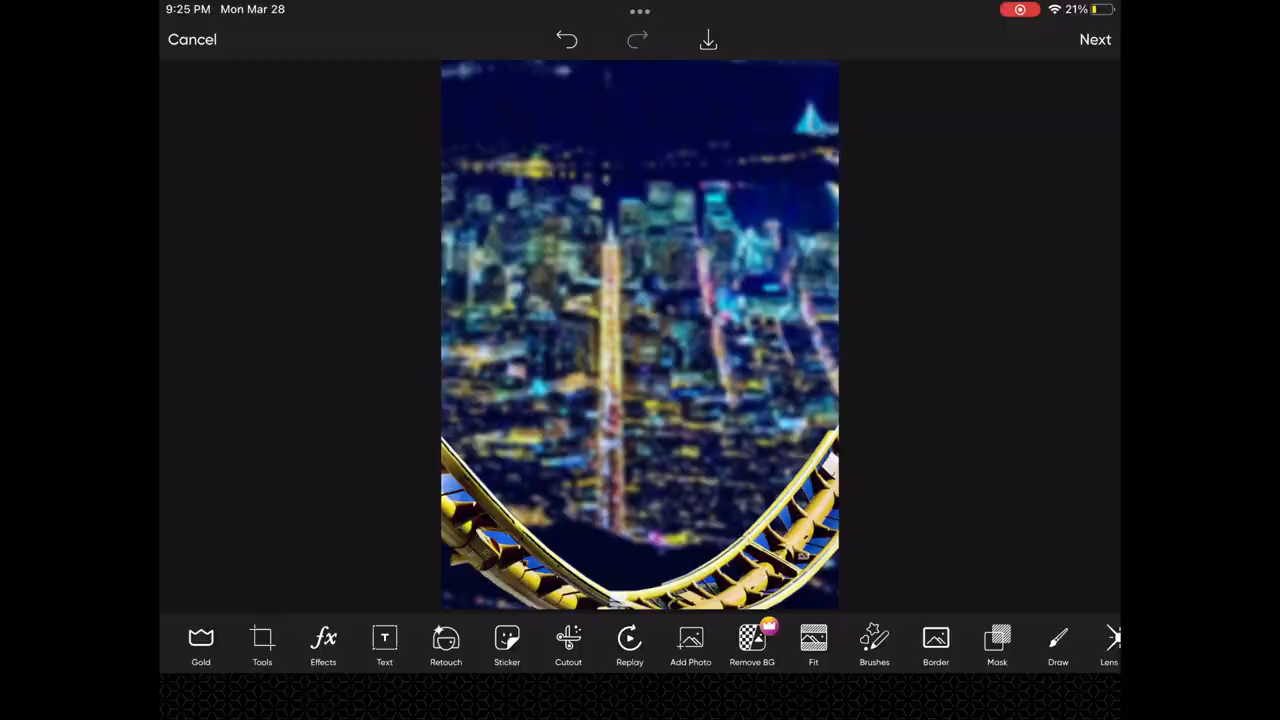 9:25 PM Mon Mar 28
21%
Cancel
Next
Gold
Tools
Effects
Text
Retouch
Sticker
Cutout
Replay
Add Photo
Remove BG
Fit
Brushes
Border
Mask
Draw
Lens